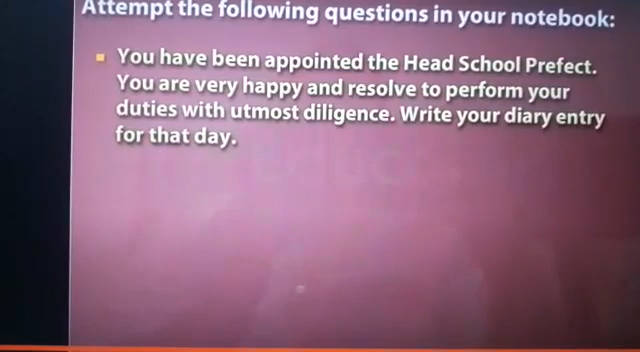 Attempt the following questions in your notebook:
You have been appointed the Head School Prefect.
You are very happy and resolve to perform your
duties with utmost diligence. Write your diary entry
for that day.